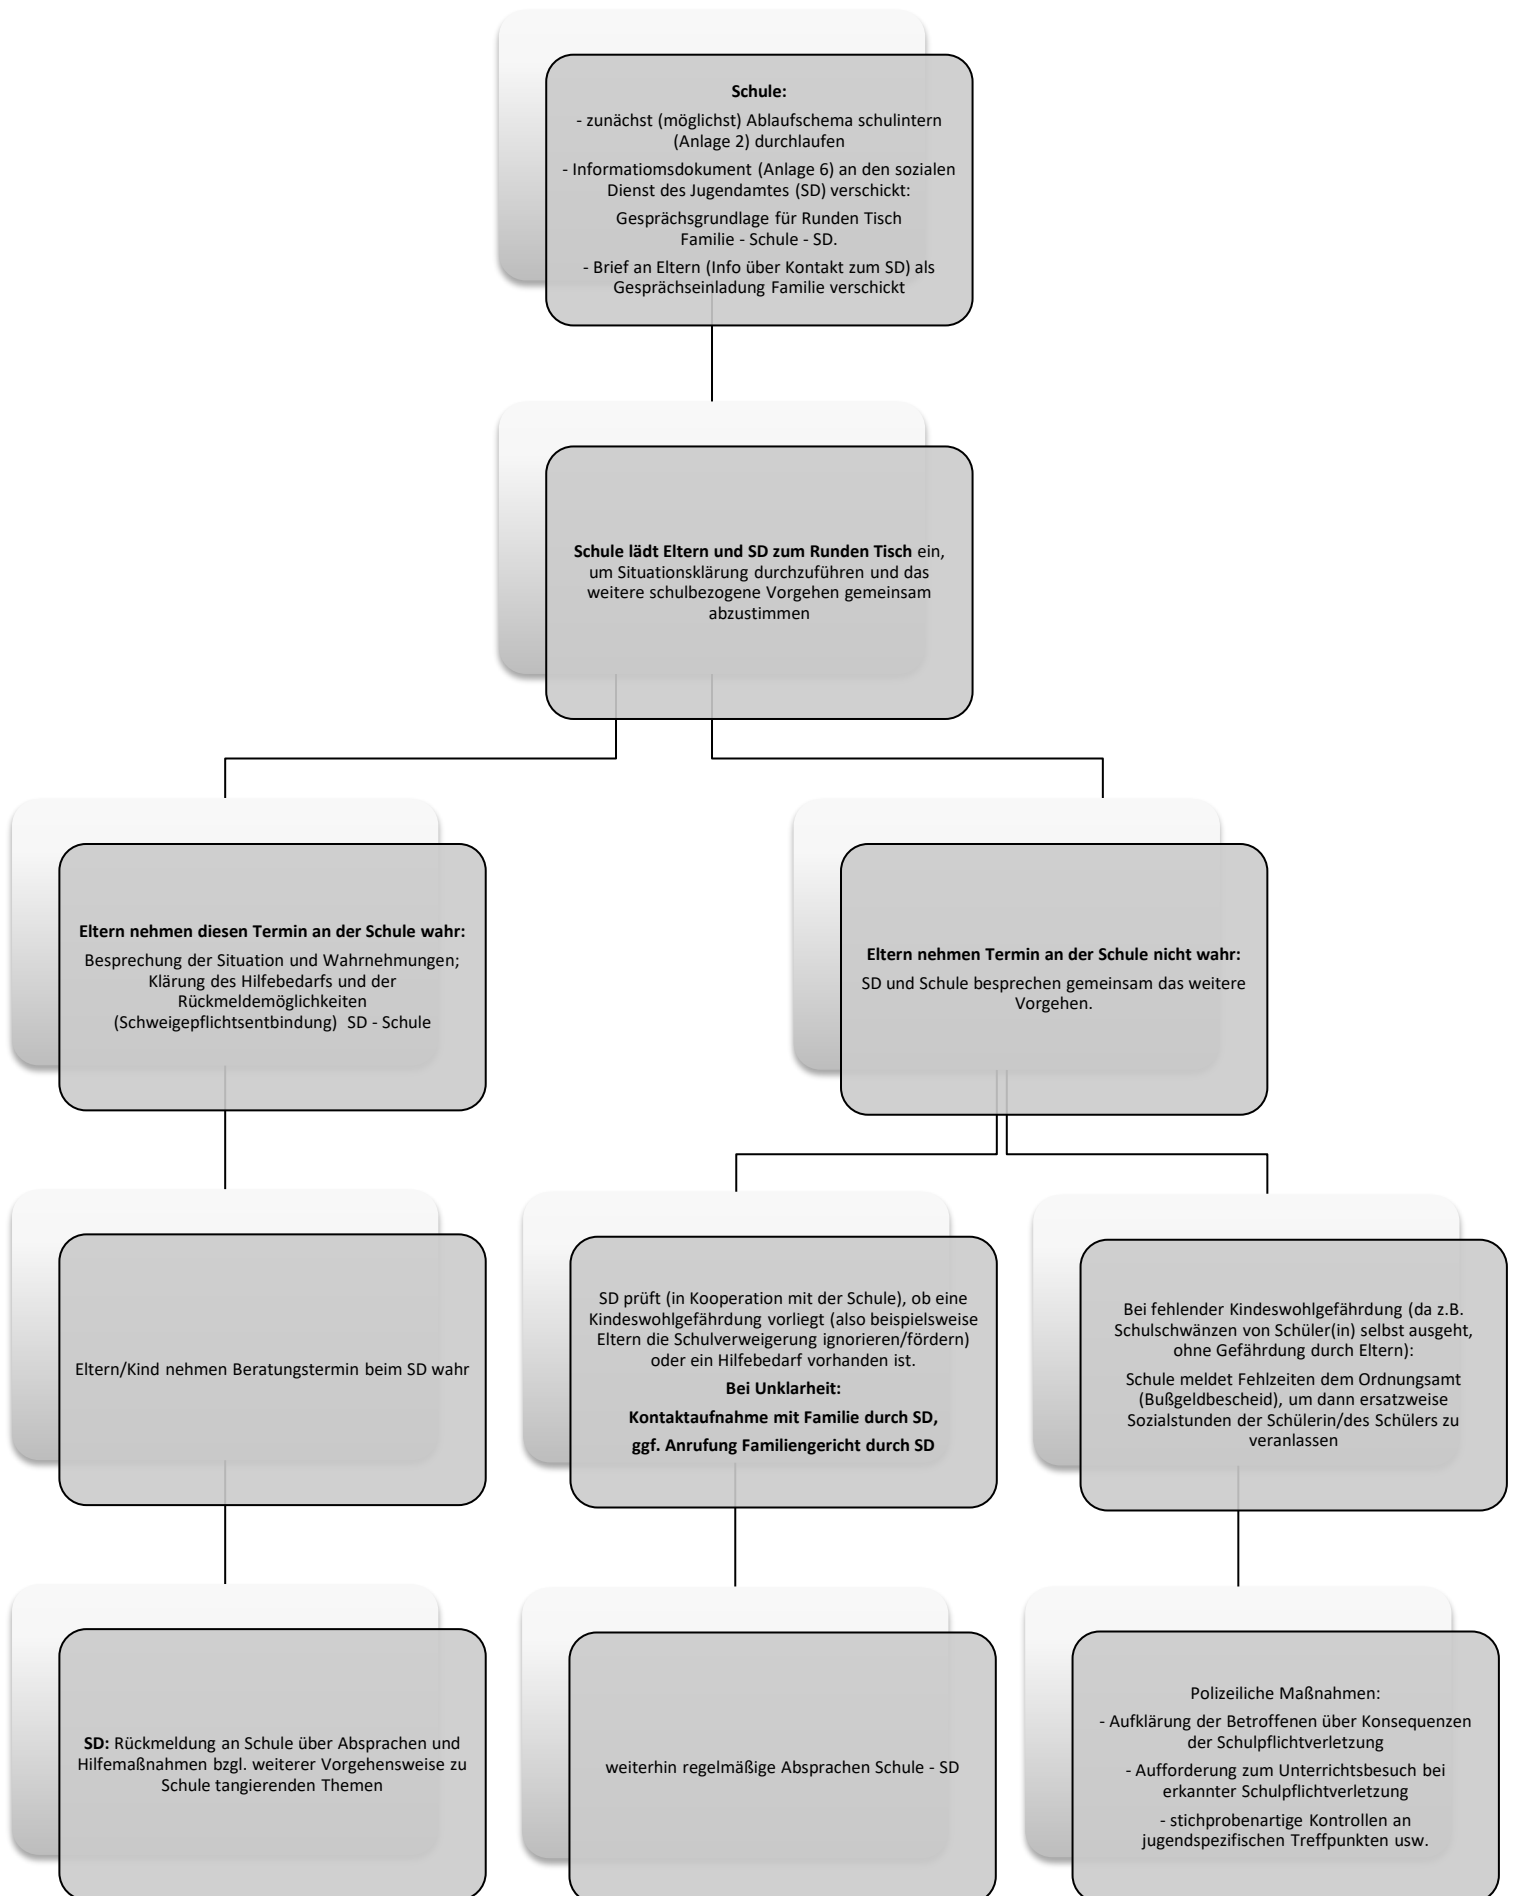 Schule:
- zunächst (möglichst) Ablaufschema schulintern
(Anlage 2) durchlaufen
- Informatiomsdokument (Anlage 6) an den sozialen
Dienst des Jugendamtes (SD) verschickt:
Gesprächsgrundlage für Runden Tisch
Familie - Schule - SD.
- Brief an Eltern (Info über Kontakt zum SD) als
Gesprächseinladung Familie verschickt
Schule lädt Eltern und SD zum Runden Tisch ein,
um Situationsklärung durchzuführen und das
weitere schulbezogene Vorgehen gemeinsam
abzustimmen
Eltern nehmen diesen Termin an der Schule wahr:
Besprechung der Situation und Wahrnehmungen;
Klärung des Hilfebedarfs und der
Rückmeldemöglichkeiten
(Schweigepflichtsentbindung) SD - Schule
Eltern nehmen Termin an der Schule nicht wahr:
SD und Schule besprechen gemeinsam das weitere
Vorgehen.
Eltern/Kind nehmen Beratungstermin beim SD wahr
SD prüft (in Kooperation mit der Schule), ob eine
Kindeswohlgefährdung vorliegt (also beispielsweise
Eltern die Schulverweigerung ignorieren/fördern)
oder ein Hilfebedarf vorhanden ist.
Bei Unklarheit:
Kontaktaufnahme mit Familie durch SD,
ggf. Anrufung Familiengericht durch SD
Bei fehlender Kindeswohlgefährdung (da z.B.
Schulschwänzen von Schüler(in) selbst ausgeht,
ohne Gefährdung durch Eltern):
Schule meldet Fehlzeiten dem Ordnungsamt
(Bußgeldbescheid), um dann ersatzweise
Sozialstunden der Schülerin/des Schülers zu
veranlassen
SD: Rückmeldung an Schule über Absprachen und
Hilfemaßnahmen bzgl. weiterer Vorgehensweise zu
Schule tangierenden Themen
weiterhin regelmäßige Absprachen Schule - SD
Polizeiliche Maßnahmen:
- Aufklärung der Betroffenen über Konsequenzen
der Schulpflichtverletzung
- Aufforderung zum Unterrichtsbesuch bei
erkannter Schulpflichtverletzung
- stichprobenartige Kontrollen an
jugendspezifischen Treffpunkten usw.